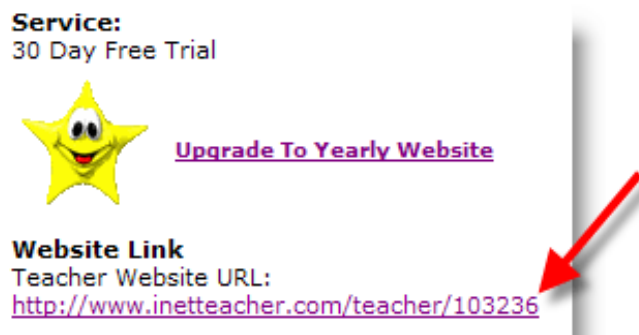 Service:
30 Day Free Trial
Upgrade To Yearly Website
Website Link
Teacher Website URL:
http://www.inetteacher.com/teacher/103236